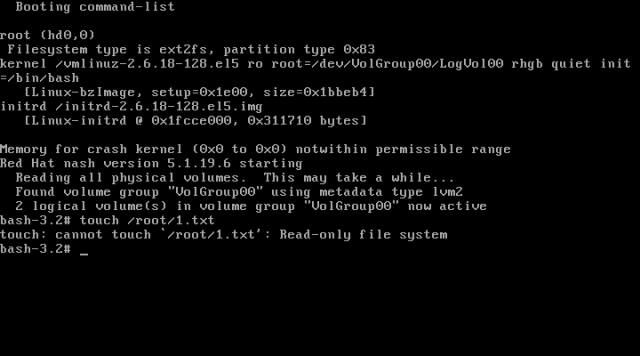 Booting command-list
root (hd0,0)
Filesystem type is ext2fs, partition type 0x83
kernel /vmlinuz-2.6.18-128.el5 ro root=/dev/VolGroup00/LogVol00 rhgb quiet init
=/bin/bash
[Linux-bzImage, setup=0x1e00, size=0x1bbeb4]
initrd /initrd-2.6.18-128.el5.img
[Linux-initrd @ 0x1fcce000, 0x311710 bytes]
Memory for crash kernel (0x0 to 0x0) notwithin permissible range
Red Hat nash version 5.1.19.6 starting
Reading all physical volumes.  This may take a while...
Found volume group "VolGroup00" using metadata type lvm2
2 logical volume(s) in volume group "VolGroup00" now active
bash-3.2# touch /root/1.txt
touch: cannot touch `/root/1.txt': Read-only file system
bash-3.2# _